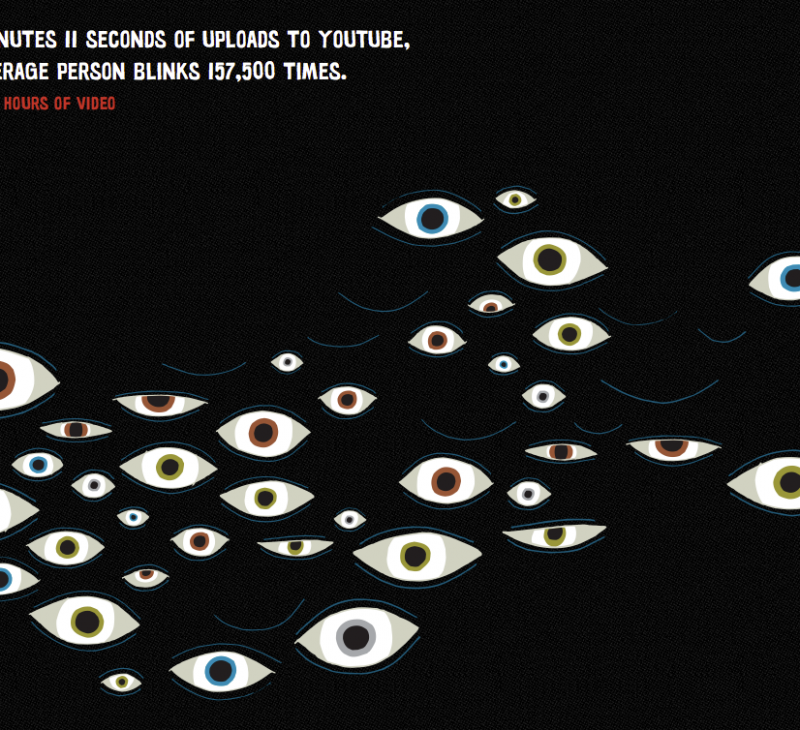 NUTES 11 SECONDS OF UPLOADS TO YOUTUBE,
ERAGE PERSON BLINKS 157,500 TIMES.
HOURS OF VIDEO